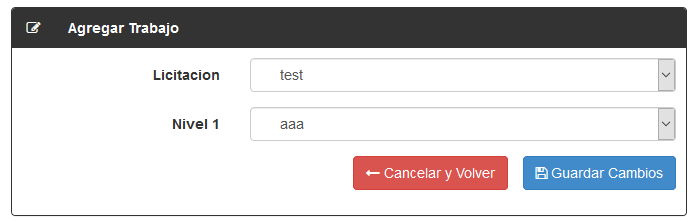 Agregar Trabajo
Licitacion test
Nivel 1 aaa
Cancelar y Volver Guardar Cambios